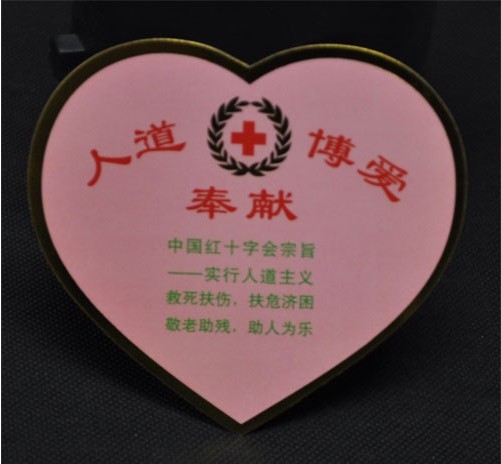 人道 博爱
奉献
中国红十字会宗旨
——实行人道主义
救死扶伤，扶危济困
敬老助残，助人为乐